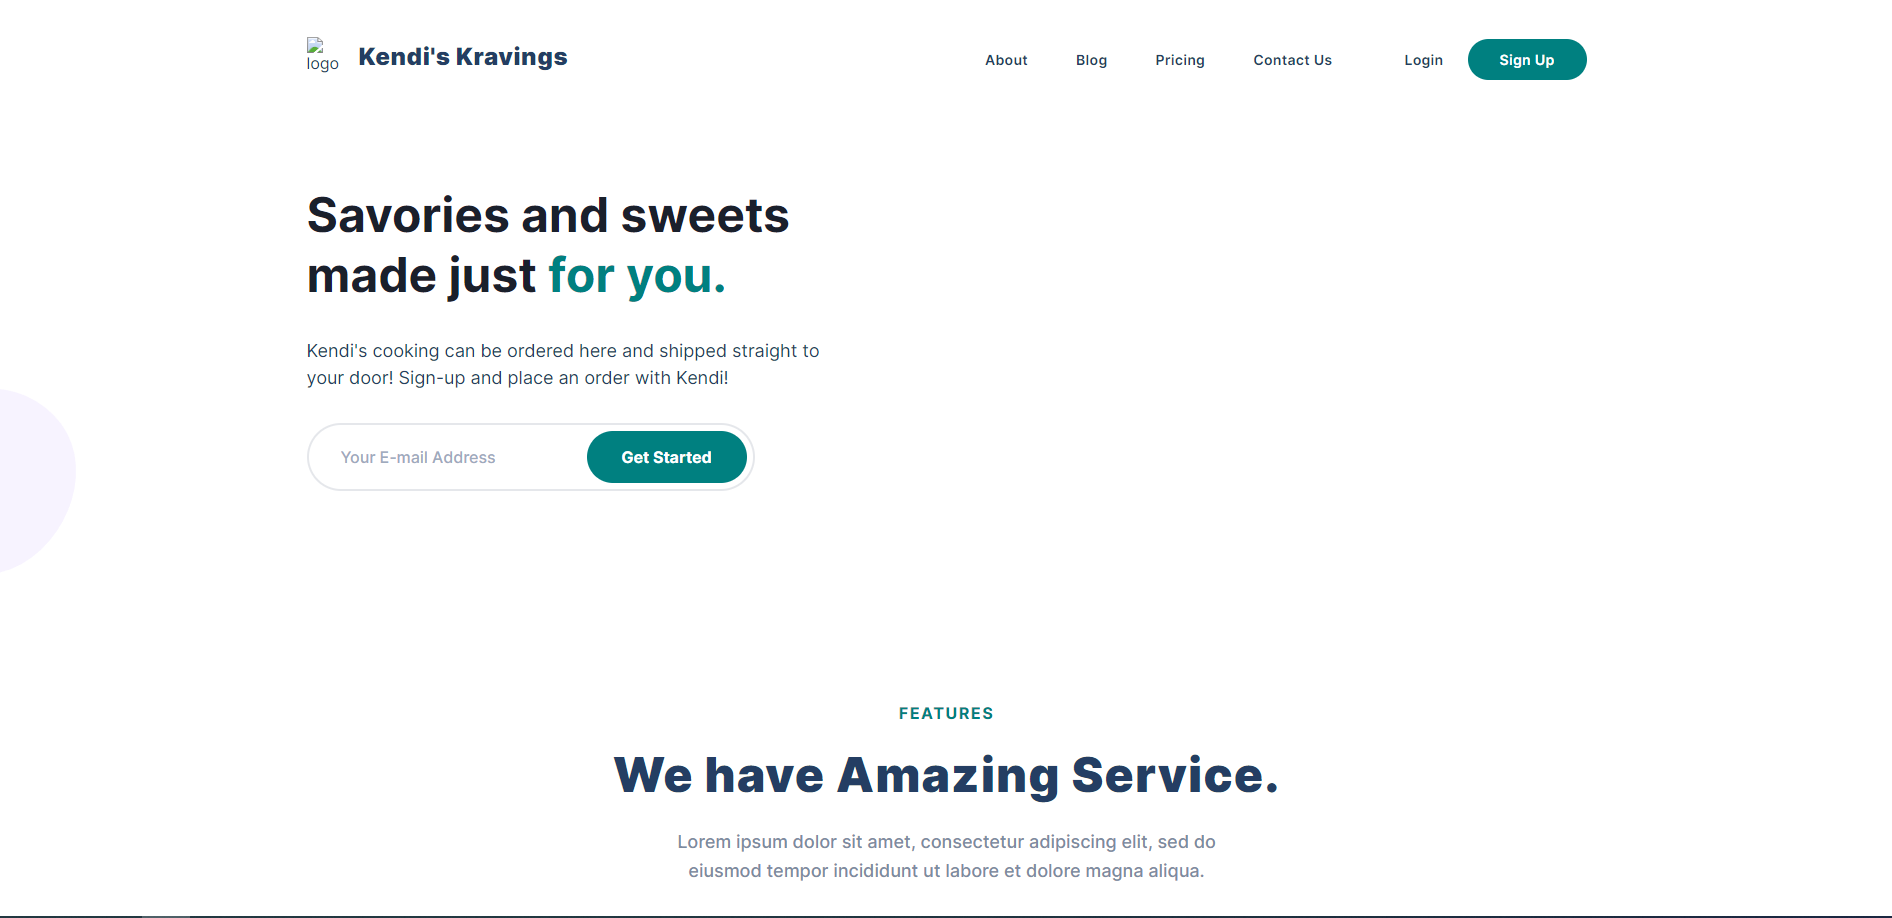 logo
Kendi's Kravings
About
Blog
Pricing
Contact Us
Login
Sign Up
Savories and sweets
made just for you.
Kendi's cooking can be ordered here and shipped straight to
your door! Sign-up and place an order with Kendi!
Your E-mail Address
Get Started
FEATURES
We have Amazing Service.
Lorem ipsum dolor sit amet, consectetur adipiscing elit, sed do
eiusmod tempor incididunt ut labore et dolore magna aliqua.